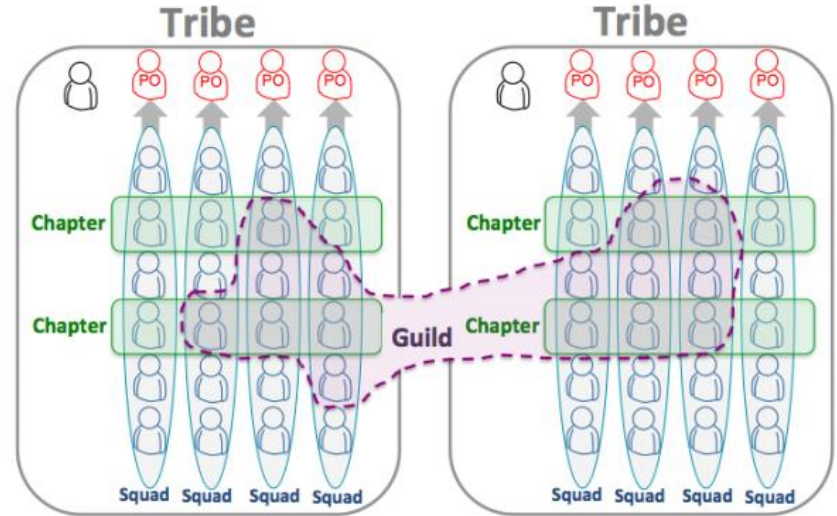 Tribe Tribe
PO PO PO PO PO PO PO PO
Chapter
Chapter Guild Chapter
Chapter
Squad Squad Squad Squad Squad Squad Squad Squad